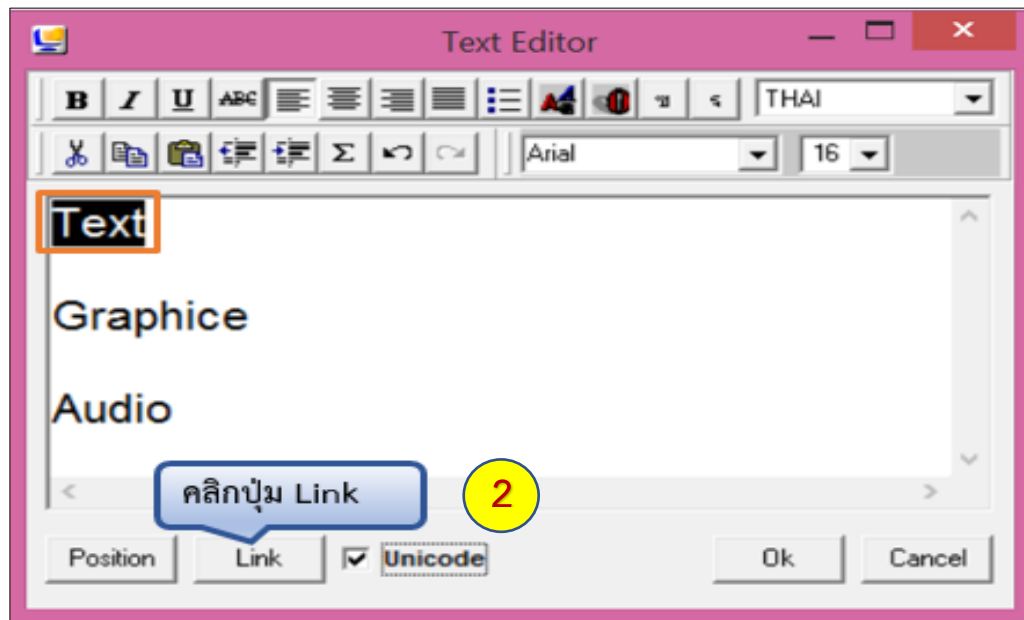 Text Editor
B I U ABC THAI
Σ Arial 16
Text
Graphice
Audio
คลิกปุ่ม Link 2
Position Link Unicode Ok Cancel